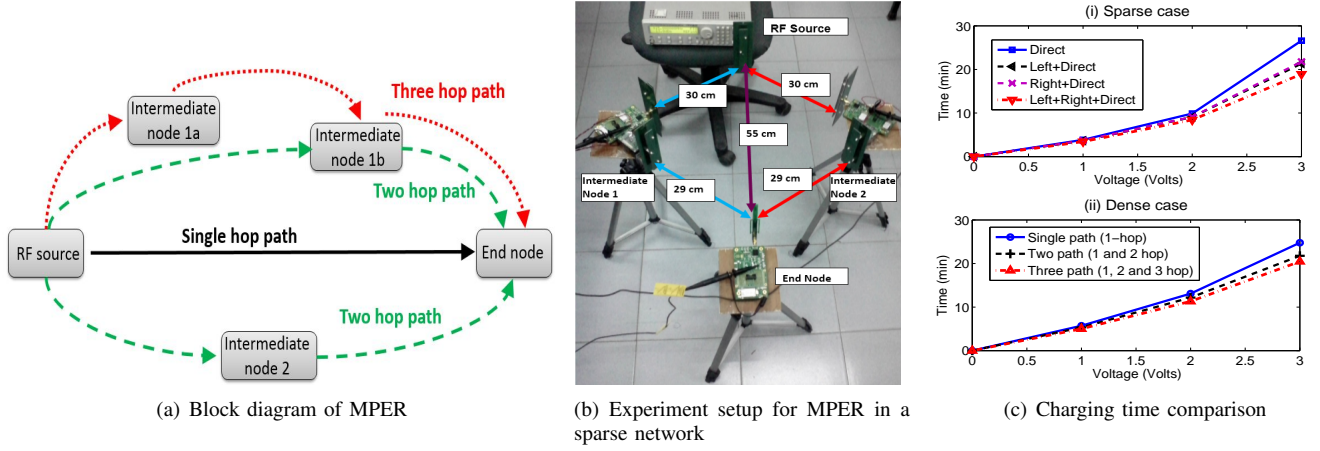 Intermediate
node 1a
Three hop path
Intermediate
node 1b
Two hop path
Single hop path
RF source
End node
Two hop path
Intermediate
node 2
(a) Block diagram of MPER
RF Source
30 cm
30 cm
55 cm
29 cm
29 cm
Intermediate
Node 1
Intermediate
Node 2
End Node
(b) Experiment setup for MPER in a
sparse network
(i) Sparse case
Direct
Left+Direct
Right+Direct
Left+Right+Direct
Time (min)
30
20
10
0
0 0.5 1.0 1.5 2 2.5 3
Voltage (Volts)
(ii) Dense case
Single path (1-hop)
Two path (1 and 2 hop)
Three path (1, 2 and 3 hop)
Time (min)
30
20
10
0
0 0.5 1.0 1.5 2 2.5 3
Voltage (Volts)
(c) Charging time comparison